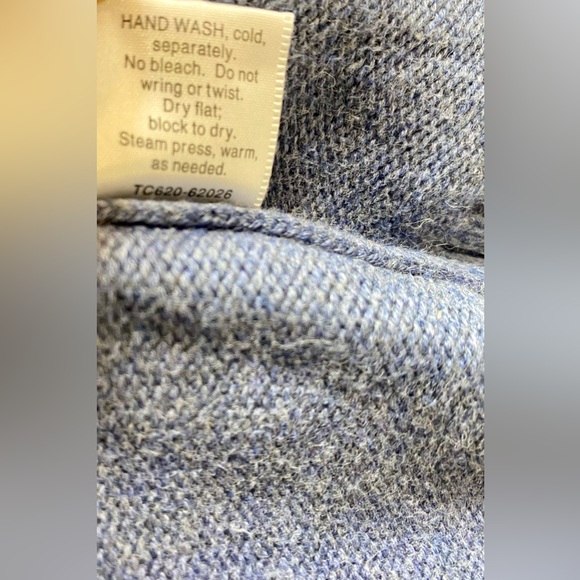 HAND WASH, cold,
separately.
No bleach. Do not
wring or twist.
Dry flat;
block to dry.
Steam press, warm,
as needed.
TC620-62026